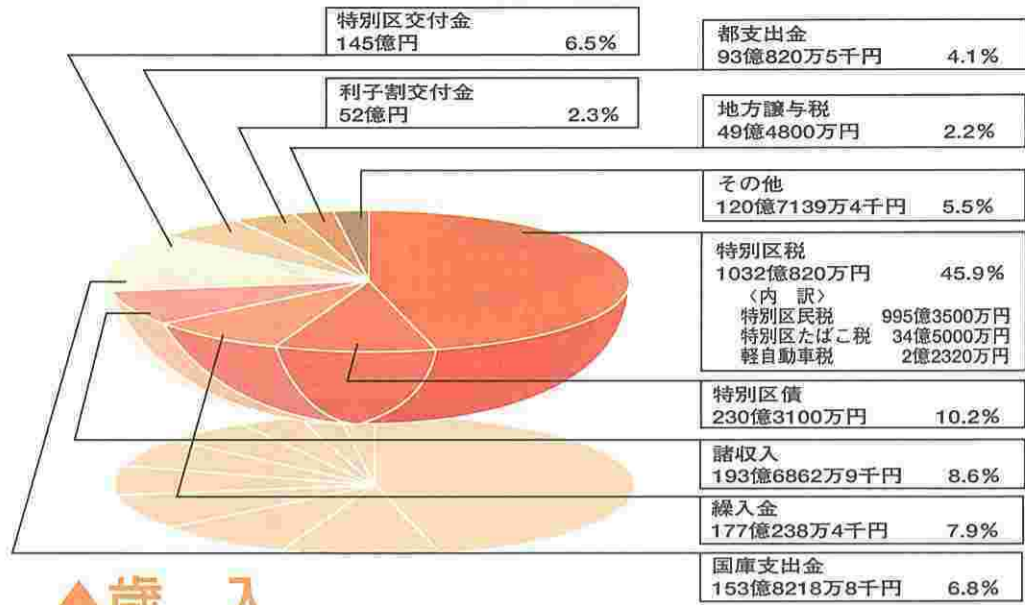 特別区交付金
145億円 6.5%
利子割交付金
52億円 2.3%
都支出金
93億820万5千円 4.1%
地方譲与税
49億4800万円 2.2%
その他
120億7139万4千円 5.5%
特別区税
1032億820万円 45.9%
〈内 訳〉
特別区民税 995億3500万円
特別区たばこ税 34億5000万円
軽自動車税 2億2320万円
特別区債
230億3100万円 10.2%
諸収入
193億6862万9千円 8.6%
繰入金
177億238万4千円 7.9%
国庫支出金
153億8218万8千円 6.8%
▲歳 入